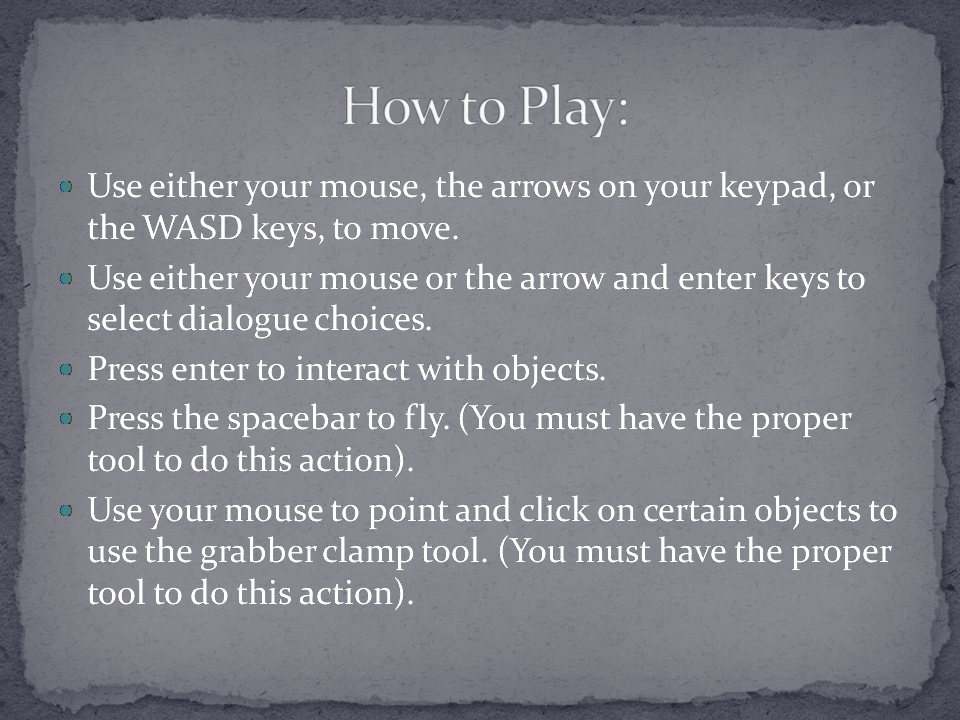 How to Play:
Use either your mouse, the arrows on your keypad, or
the WASD keys, to move.
Use either your mouse or the arrow and enter keys to
select dialogue choices.
Press enter to interact with objects.
Press the spacebar to fly. (You must have the proper
tool to do this action).
Use your mouse to point and click on certain objects to
use the grabber clamp tool. (You must have the proper
tool to do this action).